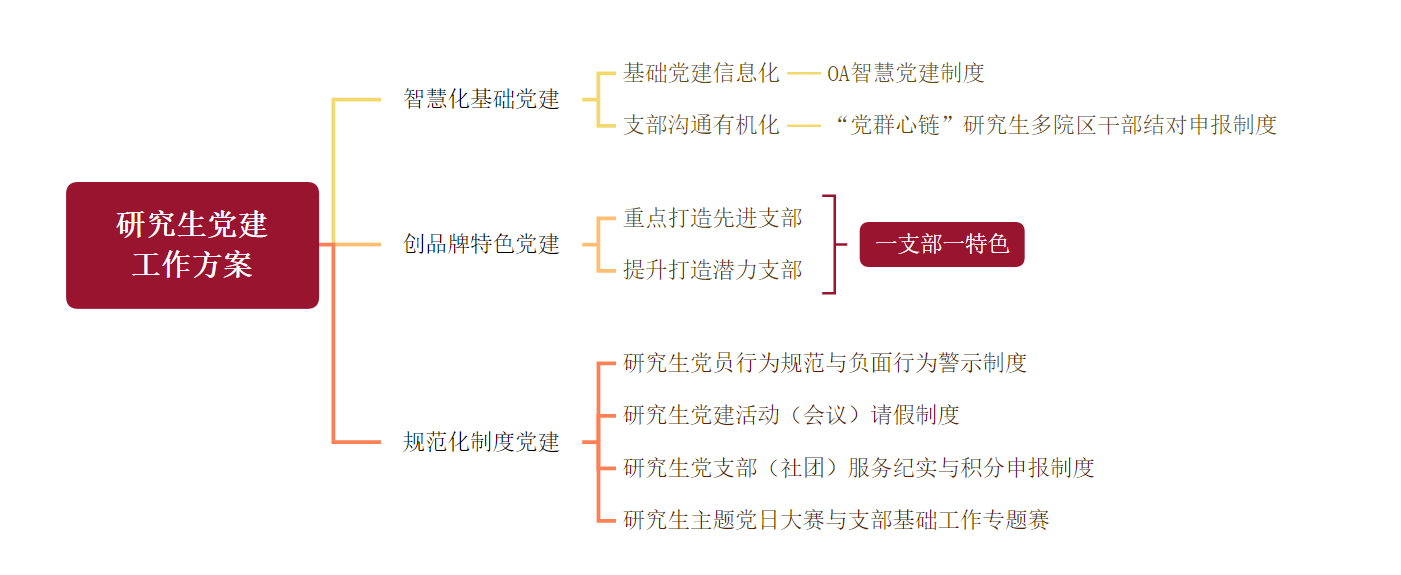 研究生党建
工作方案
智慧化基础党建
基础党建信息化
OA智慧党建制度
支部沟通有机化
“党群心链”研究生多院区干部结对申报制度
创品牌特色党建
重点打造先进支部
提升打造潜力支部
一支部一特色
规范化制度党建
研究生党员行为规范与负面行为警示制度
研究生党建活动（会议）请假制度
研究生党支部（社团）服务纪实与积分申报制度
研究生主题党日大赛与支部基础工作专题赛